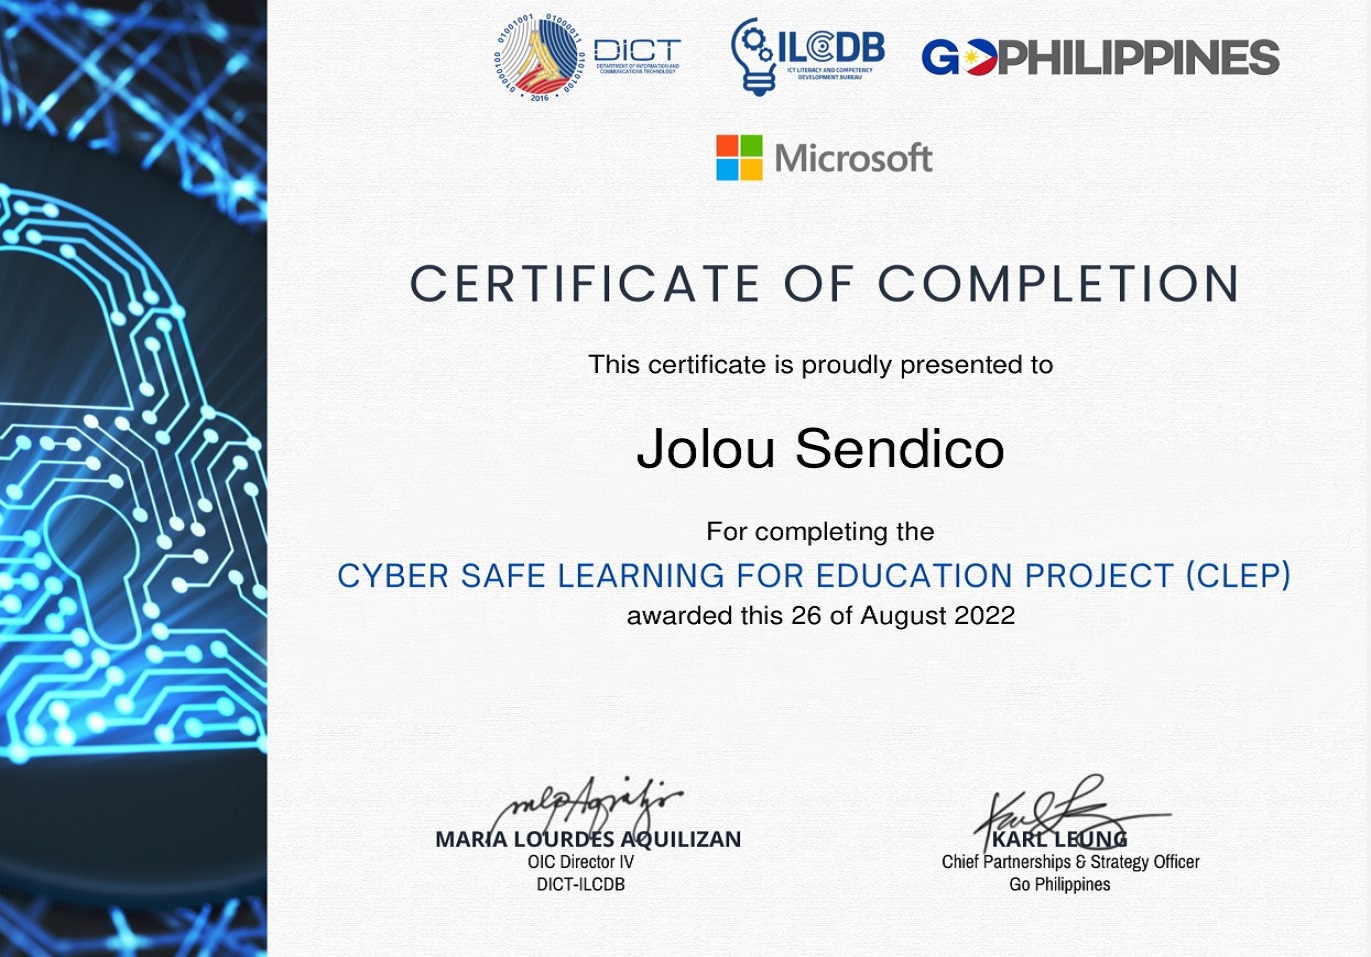 01001001 01000011 01010100 01000100
• 2016 •
DICT
DEPARTMENT OF INFORMATION AND
COMMUNICATIONS TECHNOLOGY
ILCDB
ICT LITERACY AND COMPETENCY
DEVELOPMENT BUREAU
GOPHILIPPINES
Microsoft
CERTIFICATE OF COMPLETION
This certificate is proudly presented to
Jolou Sendico
For completing the
CYBER SAFE LEARNING FOR EDUCATION PROJECT (CLEP)
awarded this 26 of August 2022
MARIA LOURDES AQUILIZAN
OIC Director IV
DICT-ILCDB
KARL LEUNG
Chief Partnerships & Strategy Officer
Go Philippines